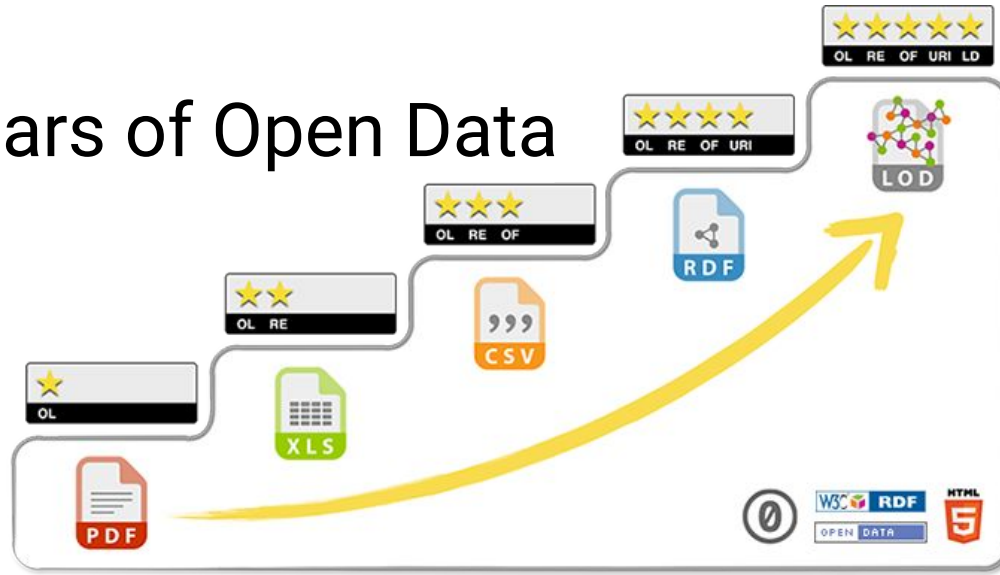 OL RE OF URI LD
ars of Open Data
OL RE OF URI
LOD
OL RE OF
RDF
OL RE
,,,
CSV
OL
XLS
PDF
0
W3C RDF
OPEN DATA
HTML
5